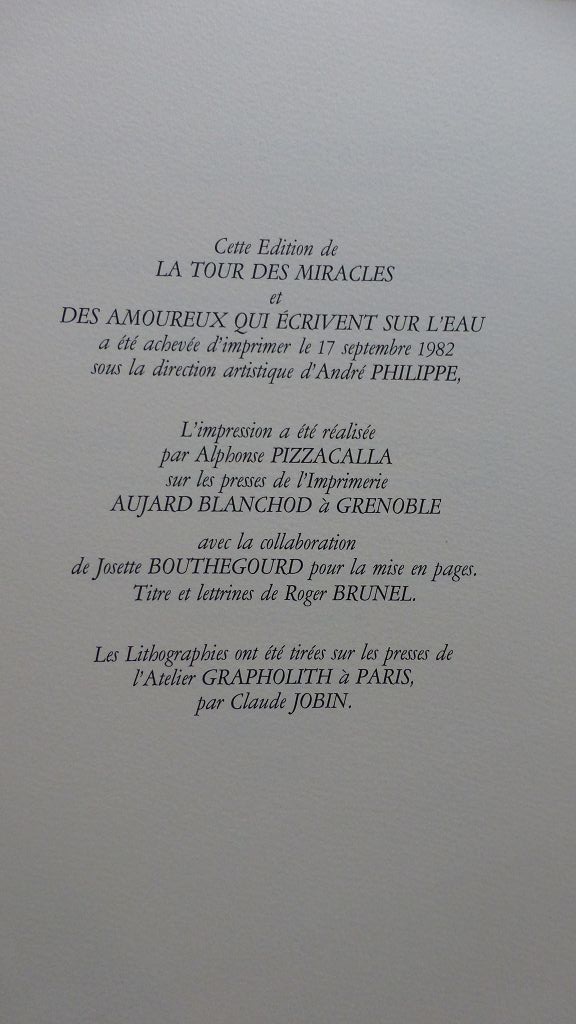 Cette Edition de
LA TOUR DES MIRACLES
et
DES AMOUREUX QUI ÉCRIVENT SUR L'EAU
a été achevée d'imprimer le 17 septembre 1982
sous la direction artistique d'André PHILIPPE,
L'impression a été réalisée
par Alphonse PIZZACALLA
sur les presses de l'Imprimerie
AUJARD BLANCHOD à GRENOBLE
avec la collaboration
de Josette BOUTHEGOURD pour la mise en pages.
Titre et lettrines de Roger BRUNEL.
Les Lithographies ont été tirées sur les presses de
l'Atelier GRAPHOLITH à PARIS,
par Claude JOBIN.